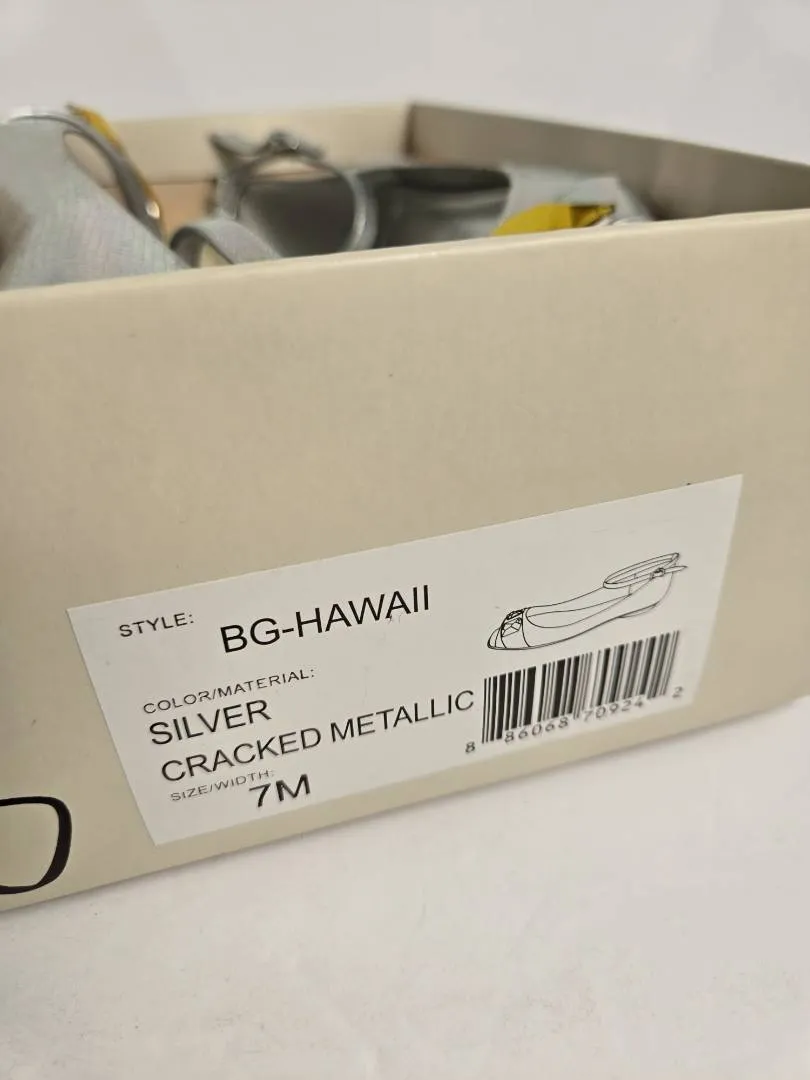 STYLE: BG-HAWAII
COLOR/MATERIAL:
SILVER
CRACKED METALLIC
SIZE/WIDTH: 7M
8 86068 70924 2